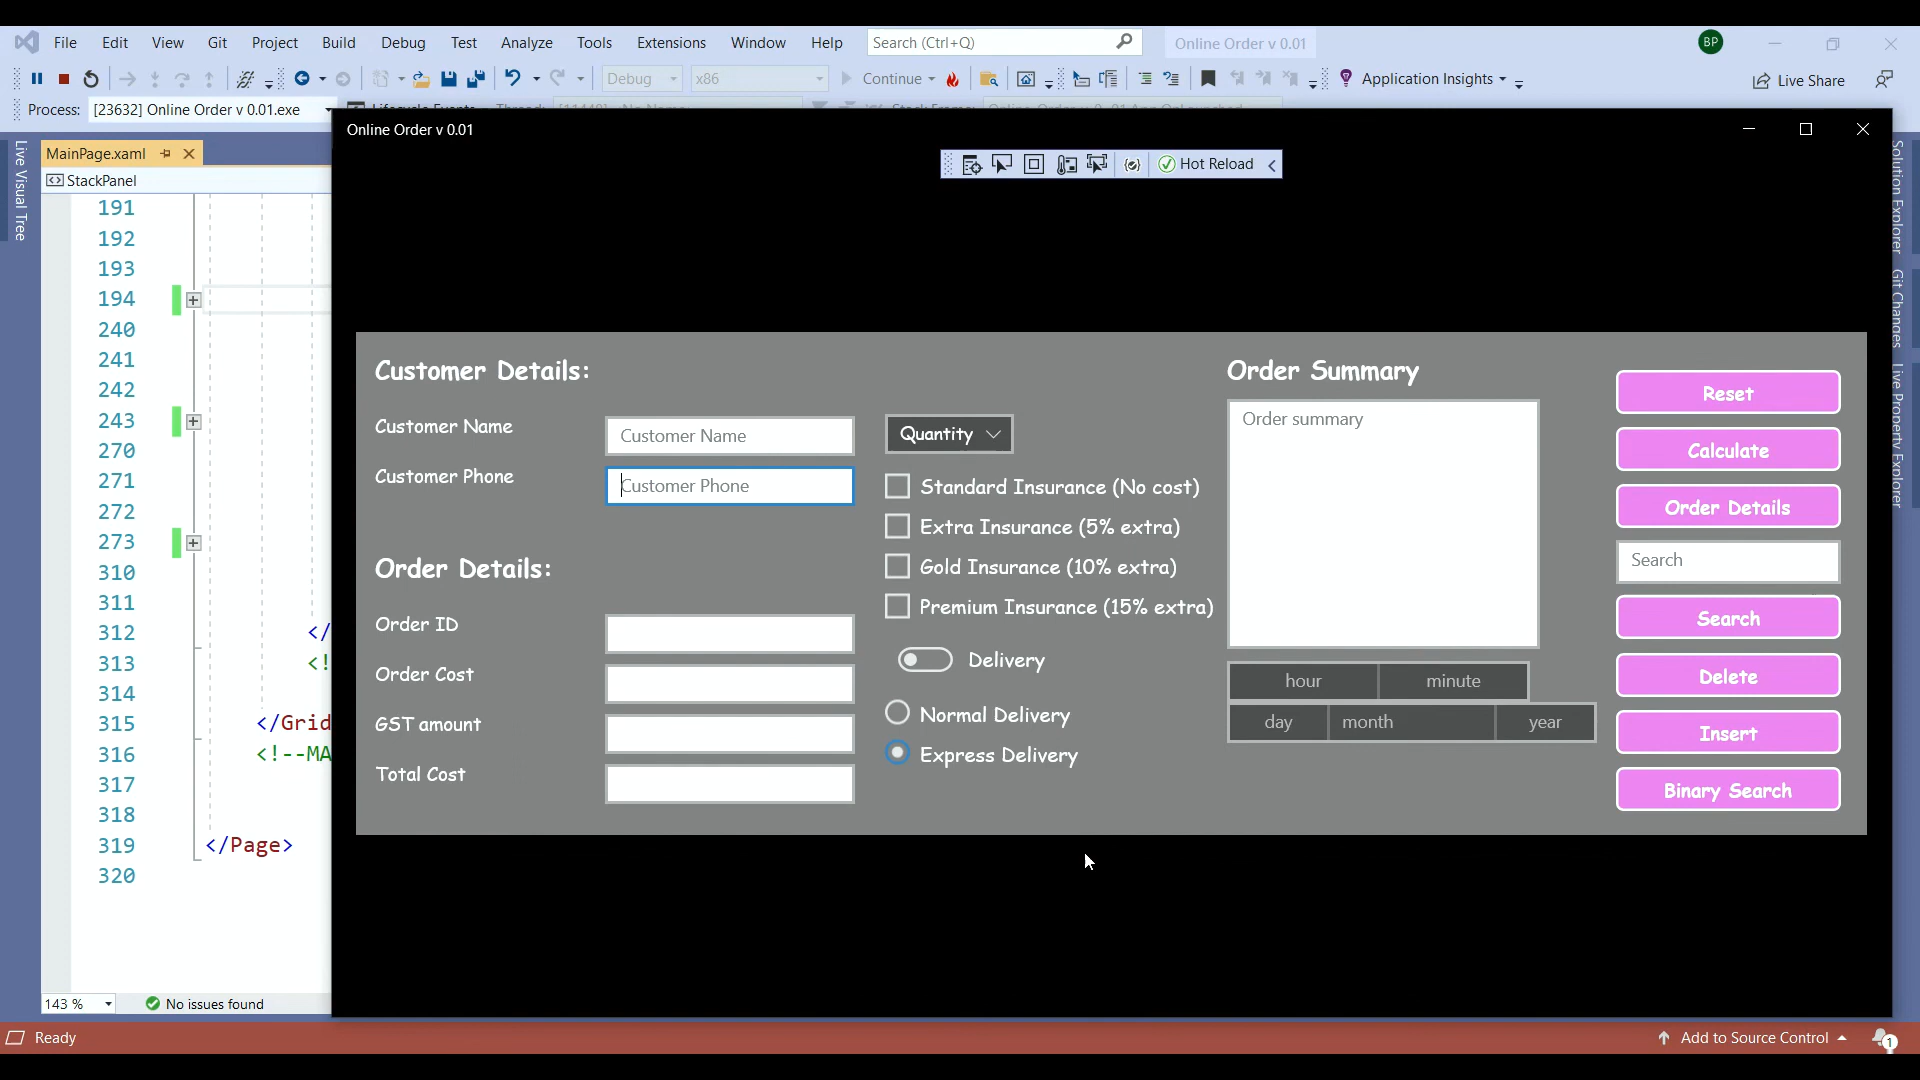 File Edit View Git Project Build Debug Test Analyze Tools Extensions Window Help Search (Ctrl+Q) Online Order v 0.01 BP
Debug x86 Continue Application Insights Live Share
Process: [23632] Online Order v 0.01.exe
Online Order v 0.01
Hot Reload
Live Visual Tree
MainPage.xaml
StackPanel
191
192
193
194
240
241
242
243
270
271
272
273
310
311
312 </
313 <!
314
315 </Grid
316 <!--MA
317
318
319 </Page>
320
Customer Details:
Customer Name Customer Name
Customer Phone Customer Phone
Order Details:
Order ID
Order Cost
GST amount
Total Cost
Quantity
Standard Insurance (No cost)
Extra Insurance (5% extra)
Gold Insurance (10% extra)
Premium Insurance (15% extra)
Delivery
Normal Delivery
Express Delivery
Order Summary
Order summary
hour minute
day month year
Reset
Calculate
Order Details
Search
Search
Delete
Insert
Binary Search
Solution Explorer
Git Changes
Live Property Explorer
143 % No issues found
Ready Add to Source Control 1